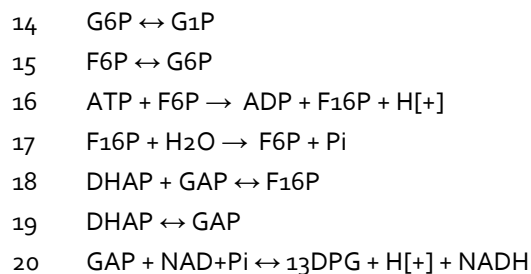 14 G6P ↔ G1P
15 F6P ↔ G6P
16 ATP + F6P → ADP + F16P + H[+]
17 F16P + H2O → F6P + Pi
18 DHAP + GAP ↔ F16P
19 DHAP ↔ GAP
20 GAP + NAD+Pi ↔ 13DPG + H[+] + NADH